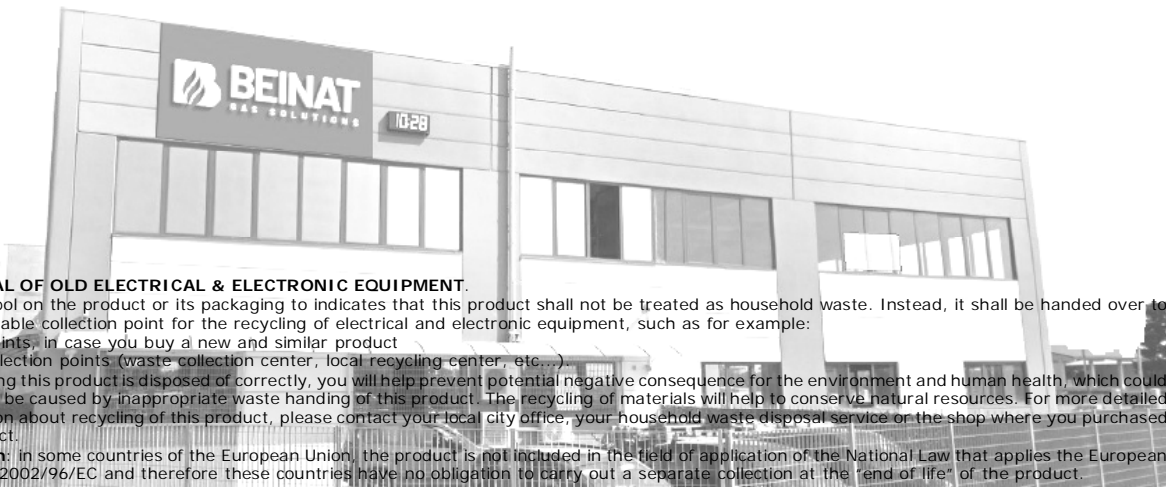 BEINAT
GAS SOLUTIONS
10:28
AL OF OLD ELECTRICAL & ELECTRONIC EQUIPMENT.
ool on the product or its packaging to indicates that this product shall not be treated as household waste. Instead, it shall be handed over to
able collection point for the recycling of electrical and electronic equipment, such as for example:
ints, in case you buy a new and similar product
lection points (waste collection center, local recycling center, etc...)
ng this product is disposed of correctly, you will help prevent potential negative consequence for the environment and human health, which could
be caused by inappropriate waste handing of this product. The recycling of materials will help to conserve natural resources. For more detailed
on about recycling of this product, please contact your local city office, your household waste disposal service or the shop where you purchased
ct.
n: in some countries of the European Union, the product is not included in the field of application of the National Law that applies the European
2002/96/EC and therefore these countries have no obligation to carry out a separate collection at the "end of life" of the product.